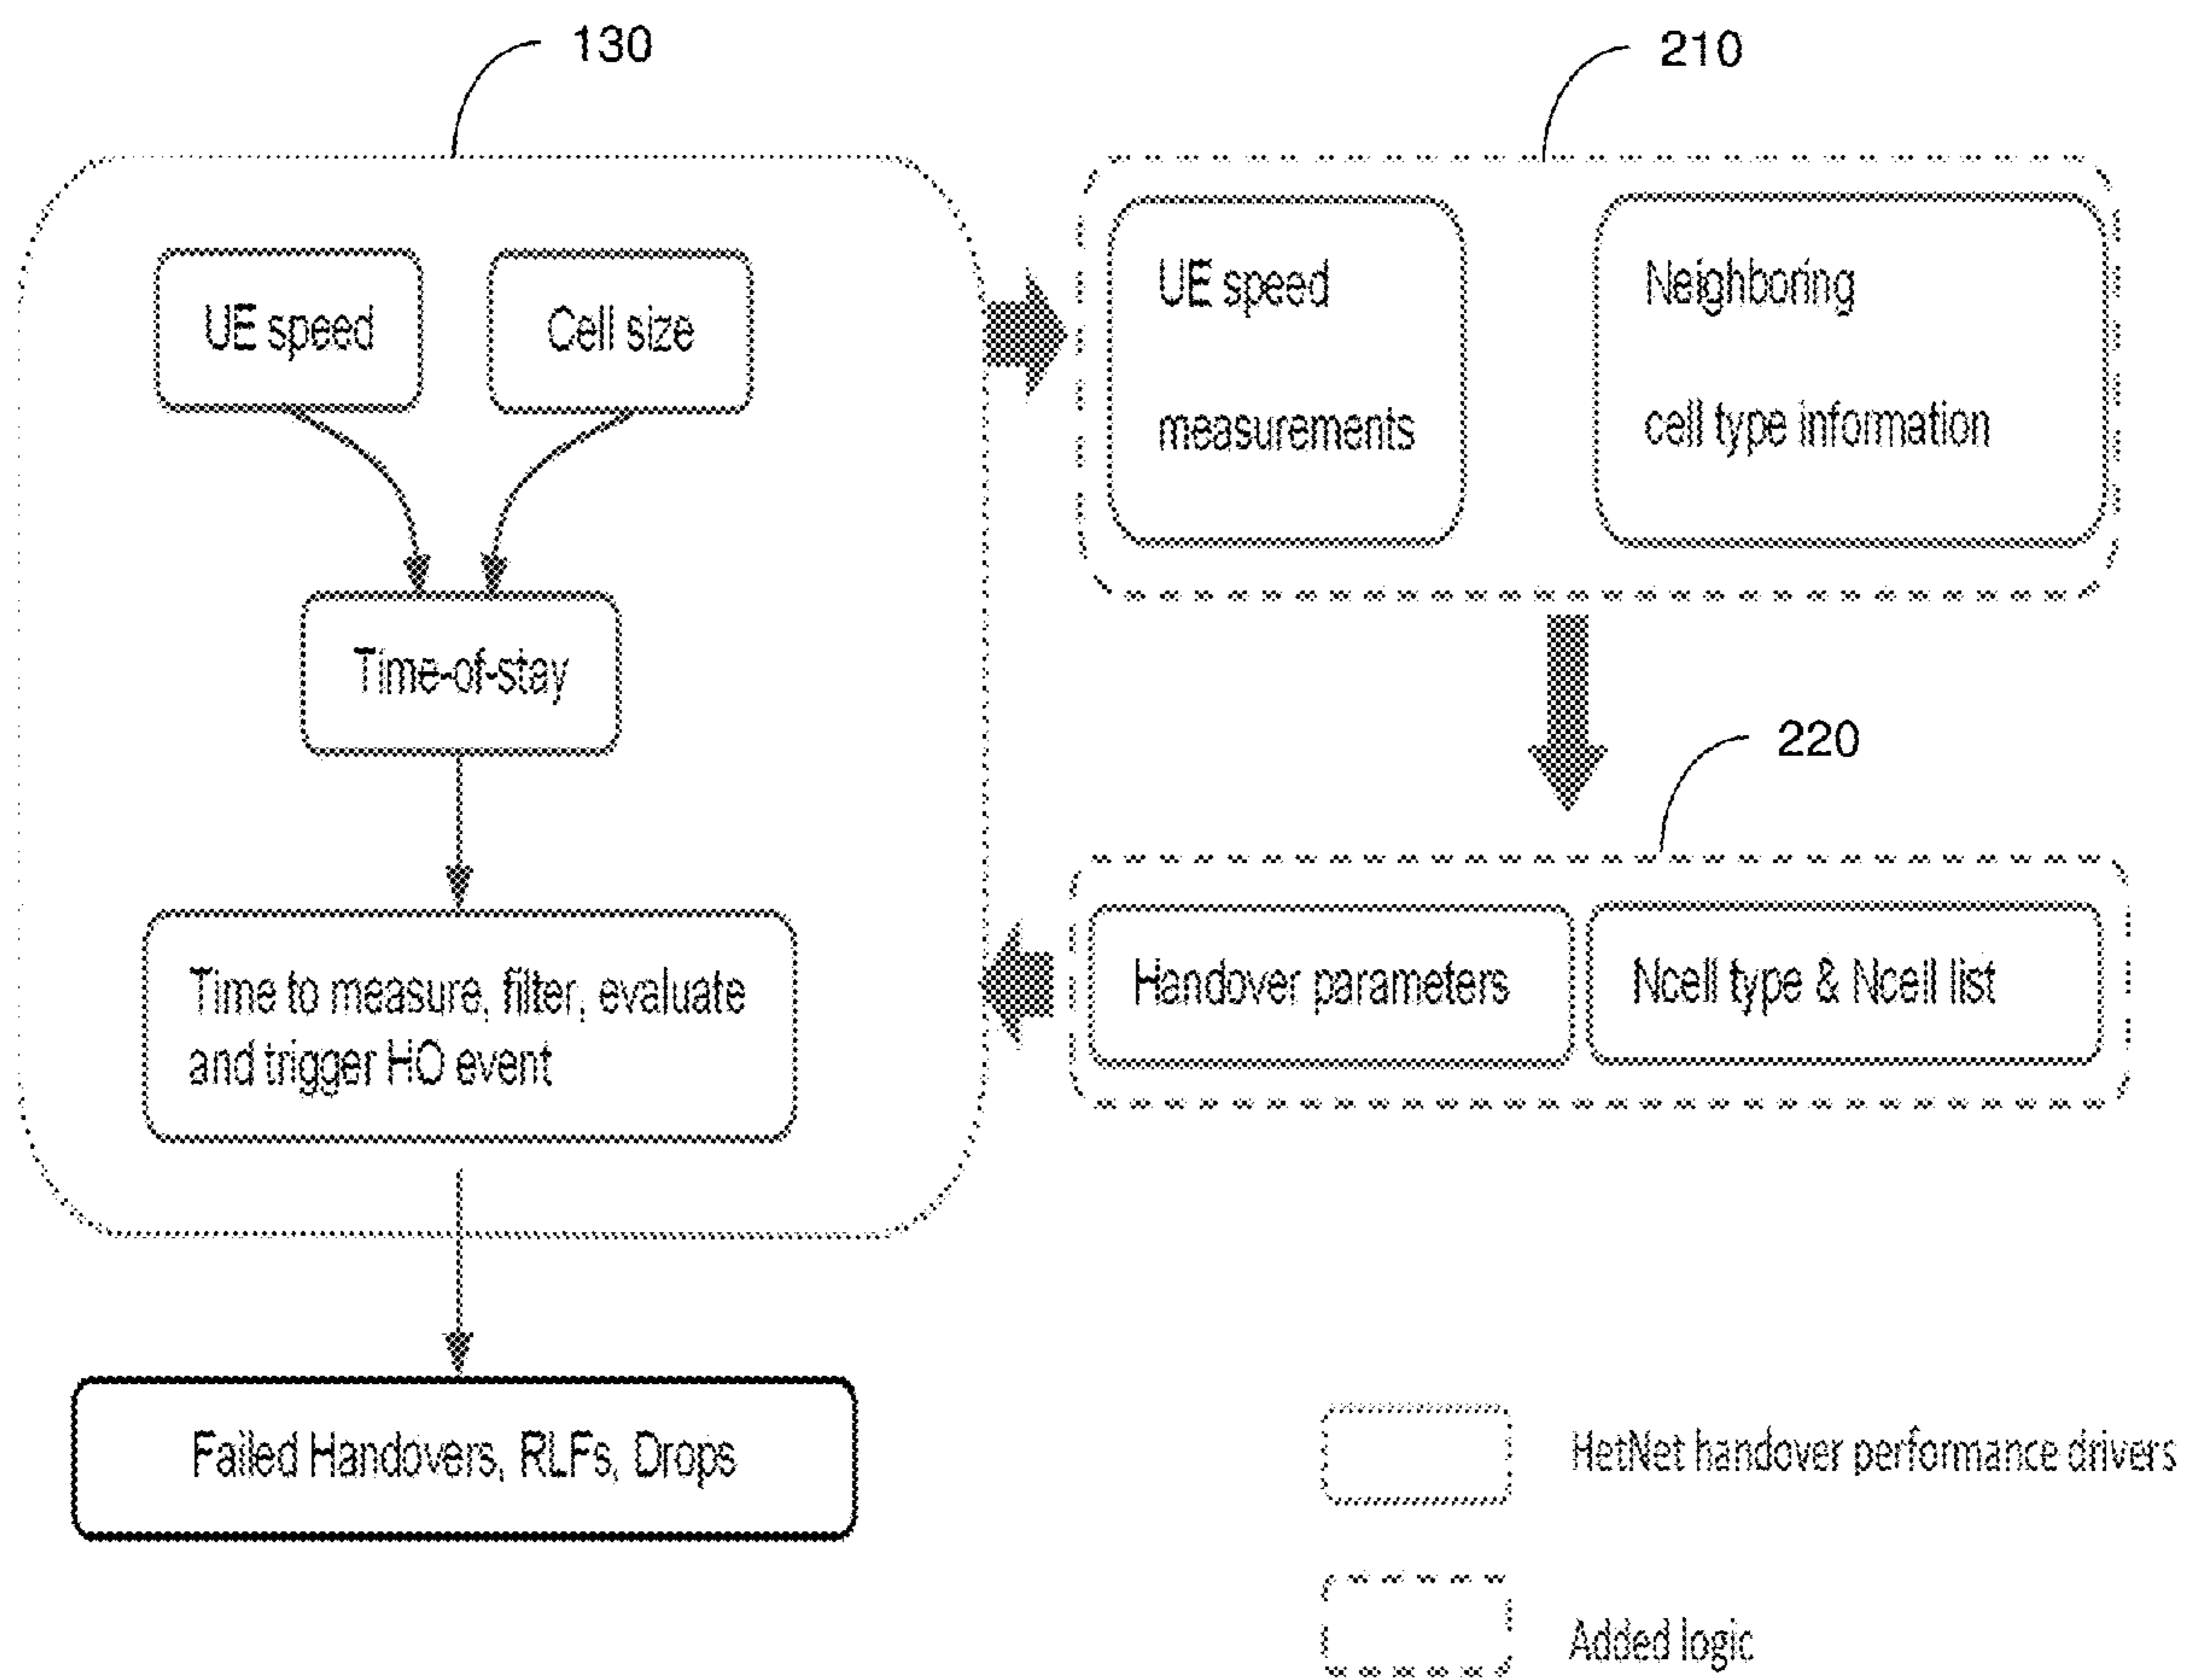 130
210
UE speed
Cell size
UE speed
measurements
Neighboring
cell type information
Time-of-stay
220
Time to measure, filter, evaluate
and trigger HO event
Handover parameters
Ncell type & Ncell list
Failed Handovers, RLFs, Drops
HetNet handover performance drivers
Added logic